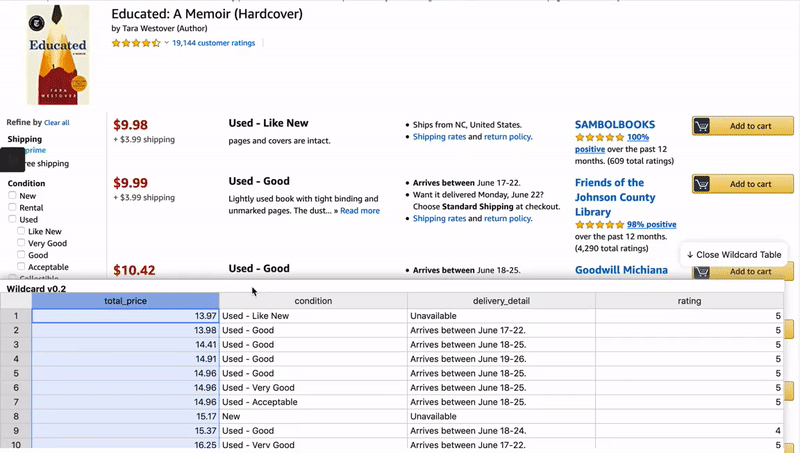 Educated: A Memoir (Hardcover)
by Tara Westover (Author)
19,144 customer ratings
Educated
A MEMOIR
TARA
WESTOVER
Refine by Clear all
Shipping
prime
ree shipping
Condition
New
Rental
Used
Like New
Very Good
Good
Acceptable
$9.98
+ $3.99 shipping
Used - Like New
pages and covers are intact.
Ships from NC, United States.
Shipping rates and return policy.
SAMBOLBOOKS
100%
positive over the past 12
months. (609 total ratings)
Add to cart
$9.99
+ $3.99 shipping
Used - Good
Lightly used book with tight binding and
unmarked pages. The dust... » Read more
Arrives between June 17-22.
Want it delivered Monday, June 22?
Choose Standard Shipping at checkout.
Shipping rates and return policy.
Friends of the
Johnson County
Library
98% positive
over the past 12 months.
(4,290 total ratings)
Add to cart
↓ Close Wildcard Table
$10.42
Used - Good
Arrives between June 18-25.
Goodwill Michiana
Add to cart
Wildcard v0.2
total_price condition delivery_detail rating
1 13.97 Used - Like New Unavailable 5
2 13.98 Used - Good Arrives between June 17-22. 5
3 14.41 Used - Good Arrives between June 18-25. 5
4 14.91 Used - Good Arrives between June 19-26. 5
5 14.96 Used - Good Arrives between June 18-25. 5
6 14.96 Used - Very Good Arrives between June 18-25. 5
7 14.96 Used - Acceptable Arrives between June 18-25. 5
8 15.17 New Unavailable
9 15.37 Used - Good Arrives between June 18-24. 4
10 16.25 Used - Very Good Arrives between June 17-22. 5